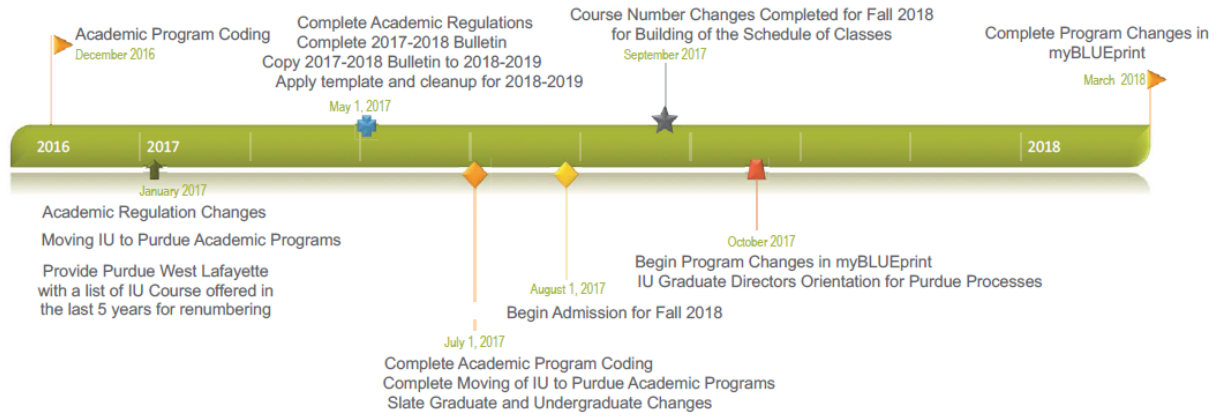 Academic Program Coding
December 2016
Complete Academic Regulations
Complete 2017-2018 Bulletin
Copy 2017-2018 Bulletin to 2018-2019
Apply template and cleanup for 2018-2019
May 1, 2017
Course Number Changes Completed for Fall 2018
for Building of the Schedule of Classes
September 2017
Complete Program Changes in
myBLUEprint
March 2018
2016
2017
2018
January 2017
Academic Regulation Changes
Moving IU to Purdue Academic Programs
Provide Purdue West Lafayette
with a list of IU Course offered in
the last 5 years for renumbering
July 1, 2017
Complete Academic Program Coding
Complete Moving of IU to Purdue Academic Programs
Slate Graduate and Undergraduate Changes
August 1, 2017
Begin Admission for Fall 2018
October 2017
Begin Program Changes in myBLUEprint
IU Graduate Directors Orientation for Purdue Processes